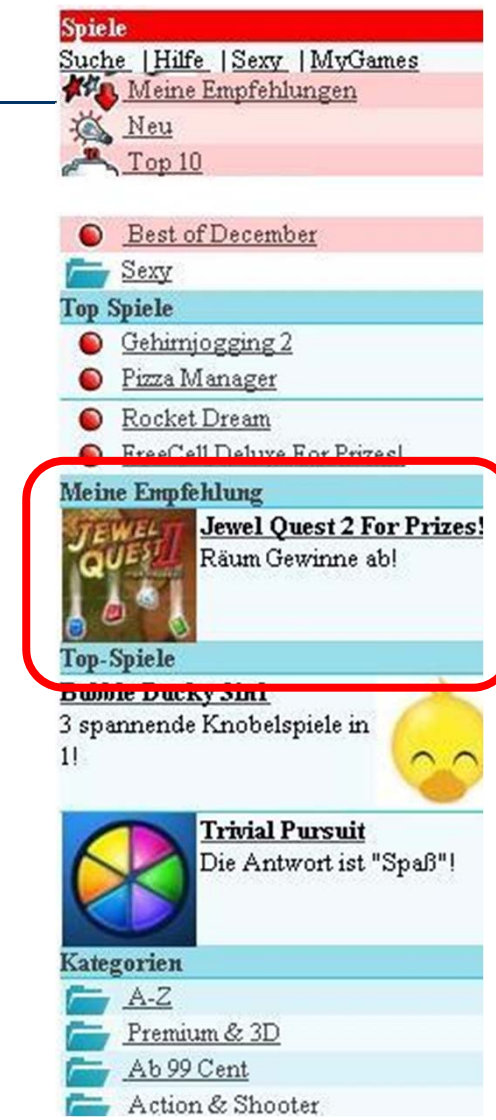 Spiele
Suche | Hilfe | Sexy | MyGames
Meine Empfehlungen
Neu
Top 10
Best of December
Sexy
Top Spiele
Gehirnjogging 2
Pizza Manager
Rocket Dream
FreeCell Deluxe For Prizes!
Meine Empfehlung
JEWEL QUEST II
Jewel Quest 2 For Prizes!
Räum Gewinne ab!
Top-Spiele
Bubble Ducky 3in1
3 spannende Knobelspiele in
1!
Trivial Pursuit
Die Antwort ist "Spaß"!
Kategorien
A-Z
Premium & 3D
Ab 99 Cent
Action & Shooter